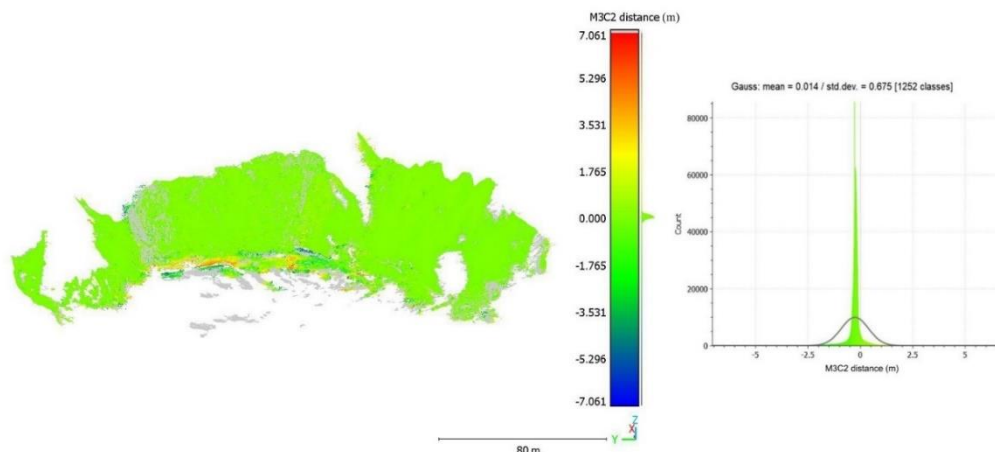 M3C2 distance (m)
7.061
5.296
3.531
1.765
0.000
-1.765
-3.531
-5.296
-7.061
Z
X
Y
80 m
Gauss: mean = 0.014 / std.dev. = 0.675 [1252 classes]
80000
60000
40000
20000
0
Count
-5
-2.5
0
2.5
5
M3C2 distance (m)